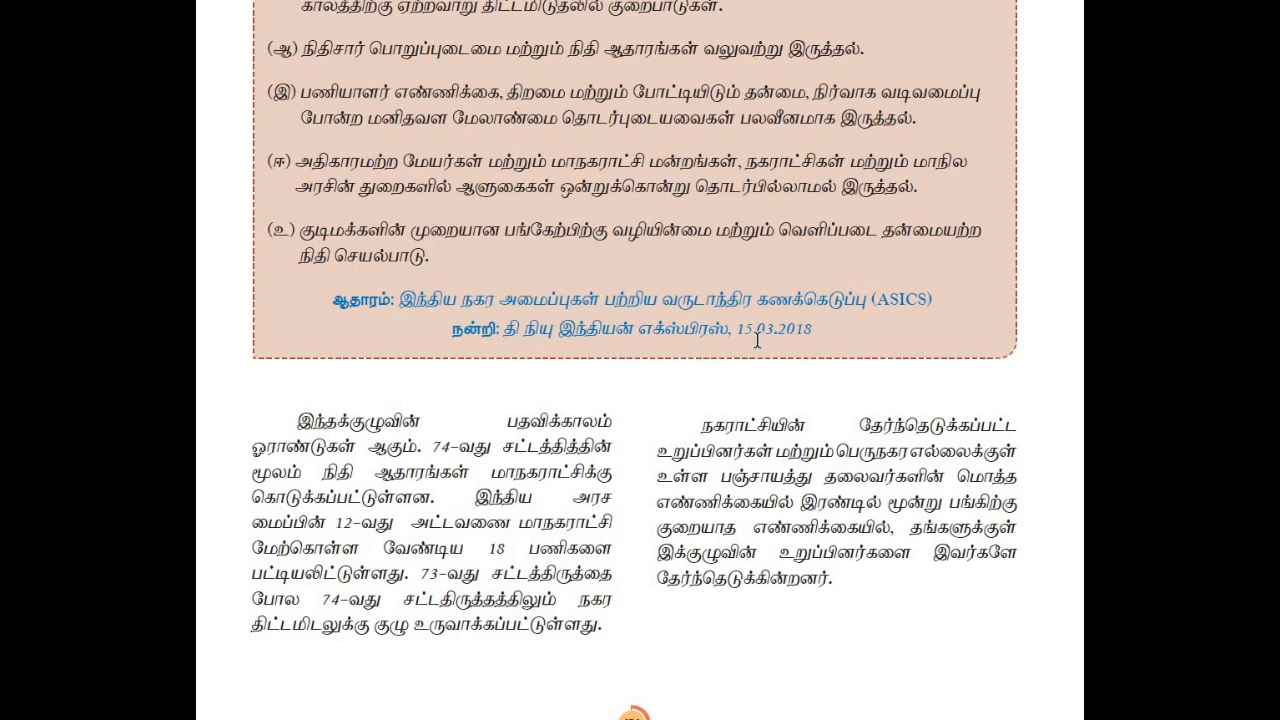 காலத்திற்கு ஏற்றவாறு திட்டமிடுதலில் குறைபாடுகள்.
(ஆ) நிதிசார் பொறுப்புடைமை மற்றும் நிதி ஆதாரங்கள் வலுவற்று இருத்தல்.
(இ) பணியாளர் எண்ணிக்கை, திறமை மற்றும் போட்டியிடும் தன்மை, நிர்வாக வடிவமைப்பு
போன்ற மனிதவள மேலாண்மை தொடர்புடையவைகள் பலவீனமாக இருத்தல்.
(ஈ) அதிகாரமற்ற மேயர்கள் மற்றும் மாநகராட்சி மன்றங்கள், நகராட்சிகள் மற்றும் மாநில
அரசின் துறைகளில் ஆளுகைகள் ஒன்றுக்கொன்று தொடர்பில்லாமல் இருத்தல்.
(உ) குடிமக்களின் முறையான பங்கேற்பிற்கு வழியின்மை மற்றும் வெளிப்படை தன்மையற்ற
நிதி செயல்பாடு.
ஆதாரம்: இந்திய நகர அமைப்புகள் பற்றிய வருடாந்திர கணக்கெடுப்பு (ASICS)
நன்றி: தி நியு இந்தியன் எக்ஸ்பிரஸ், 15.03.2018
இந்தக்குழுவின் பதவிக்காலம்
ஓராண்டுகள் ஆகும். 74-வது சட்டத்தித்தின்
மூலம் நிதி ஆதாரங்கள் மாநகராட்சிக்கு
கொடுக்கப்பட்டுள்ளன. இந்திய அரச
மைப்பின் 12-வது அட்டவணை மாநகராட்சி
மேற்கொள்ள வேண்டிய 18 பணிகளை
பட்டியலிட்டுள்ளது. 73-வது சட்டத்திருத்தை
போல 74-வது சட்டதிருத்தத்திலும் நகர
திட்டமிடலுக்கு குழு உருவாக்கப்பட்டுள்ளது.
நகராட்சியின் தேர்ந்தெடுக்கப்பட்ட
உறுப்பினர்கள் மற்றும் பெருநகர எல்லைக்குள்
உள்ள பஞ்சாயத்து தலைவர்களின் மொத்த
எண்ணிக்கையில் இரண்டில் மூன்று பங்கிற்கு
குறையாத எண்ணிக்கையில், தங்களுக்குள்
இக்குழுவின் உறுப்பினர்களை இவர்களே
தேர்ந்தெடுக்கின்றனர்.